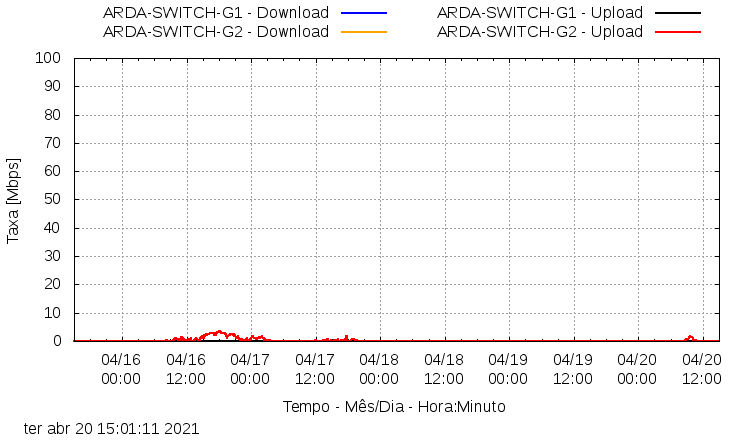 ARDA-SWITCH-G1 - Download ARDA-SWITCH-G1 - Upload
ARDA-SWITCH-G2 - Download ARDA-SWITCH-G2 - Upload
100
90
80
70
60
50
40
30
20
10
0
Taxa [Mbps]
04/16 04/16 04/17 04/17 04/18 04/18 04/19 04/19 04/20 04/20
00:00 12:00 00:00 12:00 00:00 12:00 00:00 12:00 00:00 12:00
Tempo - Mês/Dia - Hora:Minuto
ter abr 20 15:01:11 2021